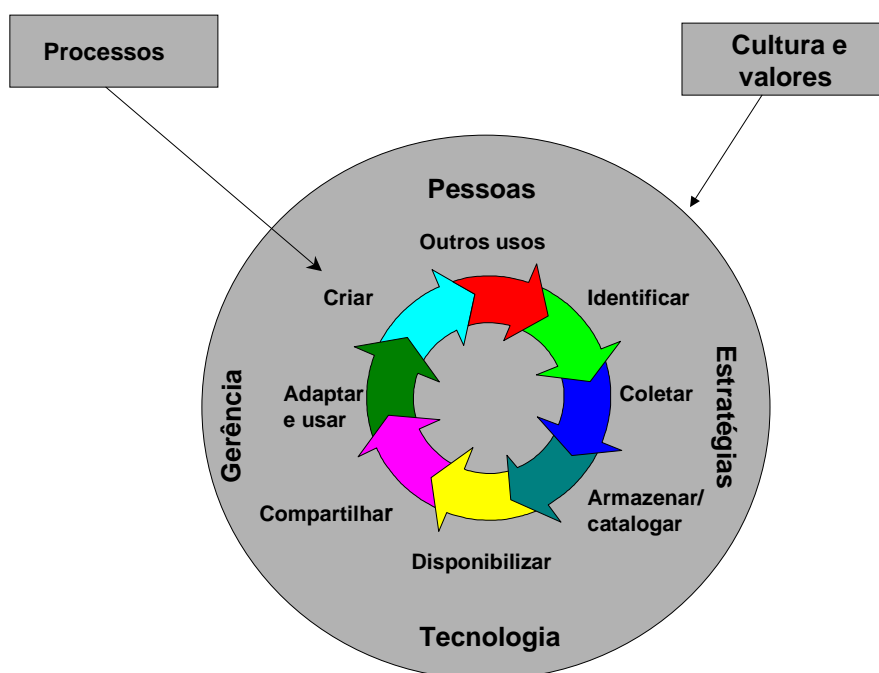 Processos
Cultura e
valores
Pessoas
Outros usos
Criar
Identificar
Gerência
Adaptar
e usar
Coletar
Estratégias
Compartilhar
Armazenar/
catalogar
Disponibilizar
Tecnologia